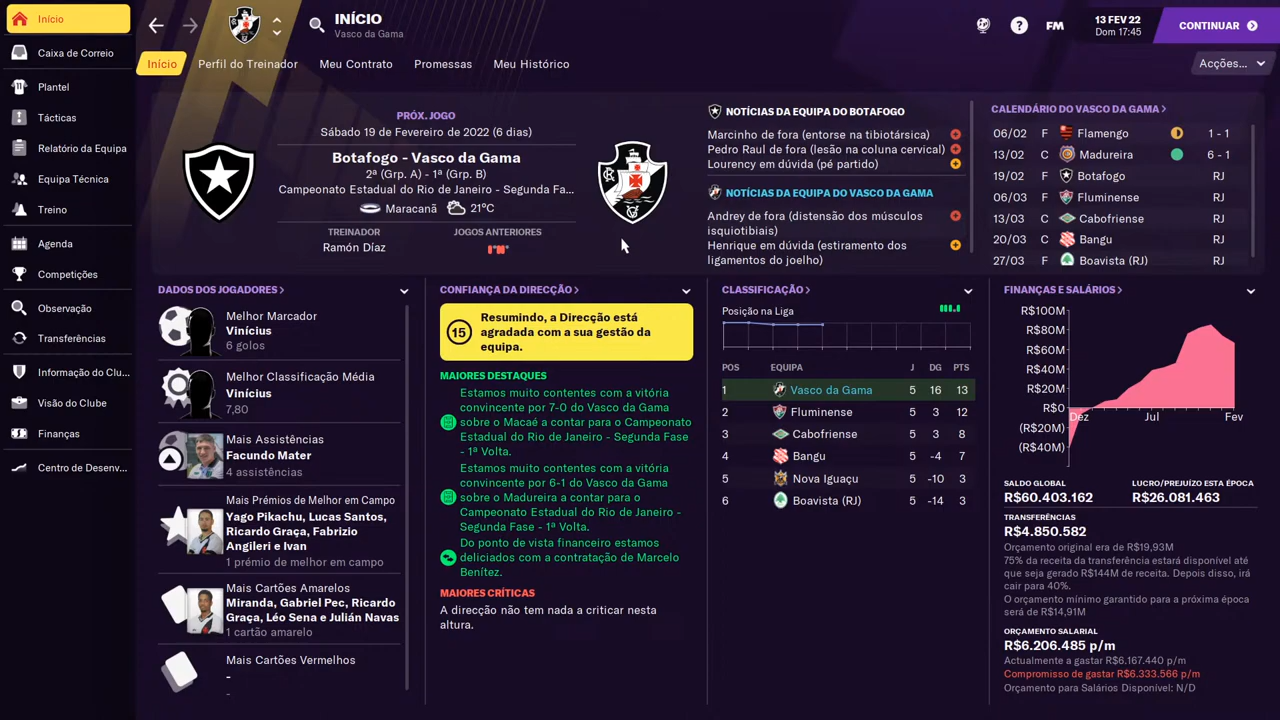 Início
Caixa de Correio
Plantel
Tácticas
Relatório da Equipa
Equipa Técnica
Treino
Agenda
Competições
Observação
Transferências
Informação do Clu...
Visão do Clube
Finanças
Centro de Desenv...
INÍCIO
Vasco da Gama
FM
13 FEV 22
Dom 17:45
CONTINUAR
Início
Perfil do Treinador
Meu Contrato
Promessas
Meu Histórico
Acções...
PRÓX. JOGO
Sábado 19 de Fevereiro de 2022 (6 dias)
Botafogo - Vasco da Gama
2ª (Grp. A) - 1ª (Grp. B)
Campeonato Estadual do Rio de Janeiro - Segunda Fa...
Maracanã 21ºC
TREINADOR
Ramón Díaz
JOGOS ANTERIORES
NOTÍCIAS DA EQUIPA DO BOTAFOGO
Marcinho de fora (entorse na tibiotársica)
Pedro Raul de fora (lesão na coluna cervical)
Lourency em dúvida (pé partido)
NOTÍCIAS DA EQUIPA DO VASCO DA GAMA
Andrey de fora (distensão dos músculos
isquiotibiais)
Henrique em dúvida (estiramento dos
ligamentos do joelho)
CALENDÁRIO DO VASCO DA GAMA
06/02 F Flamengo 1 - 1
13/02 C Madureira 6 - 1
19/02 F Botafogo RJ
06/03 F Fluminense RJ
13/03 C Cabofriense RJ
20/03 C Bangu RJ
27/03 F Boavista (RJ) RJ
DADOS DOS JOGADORES
Melhor Marcador
Vinícius
6 golos
Melhor Classificação Média
Vinícius
7,80
Mais Assistências
Facundo Mater
4 assistências
Mais Prémios de Melhor em Campo
Yago Pikachu, Lucas Santos,
Ricardo Graça, Fabrizio
Angileri e Ivan
1 prémio de melhor em campo
Mais Cartões Amarelos
Miranda, Gabriel Pec, Ricardo
Graça, Léo Sena e Julián Navas
1 cartão amarelo
Mais Cartões Vermelhos
-
-
CONFIANÇA DA DIRECÇÃO
15
Resumindo, a Direcção está
agradada com a sua gestão da
equipa.
MAIORES DESTAQUES
Estamos muito contentes com a vitória
convincente por 7-0 do Vasco da Gama
sobre o Macaé a contar para o Campeonato
Estadual do Rio de Janeiro - Segunda Fase
- 1ª Volta.
Estamos muito contentes com a vitória
convincente por 6-1 do Vasco da Gama
sobre o Madureira a contar para o
Campeonato Estadual do Rio de Janeiro -
Segunda Fase - 1ª Volta.
Do ponto de vista financeiro estamos
deliciados com a contratação de Marcelo
Benítez.
MAIORES CRÍTICAS
A direcção não tem nada a criticar nesta
altura.
CLASSIFICAÇÃO
Posição na Liga
POS EQUIPA J DG PTS
1 Vasco da Gama 5 16 13
2 Fluminense 5 3 12
3 Cabofriense 5 3 8
4 Bangu 5 -4 7
5 Nova Iguaçu 5 -10 3
6 Boavista (RJ) 5 -14 3
FINANÇAS E SALÁRIOS
R$100M
R$80M
R$60M
R$40M
R$20M
R$0
(R$20M)
(R$40M)
Dez Jul Fev
SALDO GLOBAL
R$60.403.162
LUCRO/PREJUÍZO ESTA ÉPOCA
R$26.081.463
TRANSFERÊNCIAS
R$4.850.582
Orçamento original era de R$19,93M
75% da receita da transferência estará disponível até
que seja gerado R$144M de receita. Depois disso, irá
cair para 40%.
O orçamento mínimo garantido para a próxima época
será de R$14,91M
ORÇAMENTO SALARIAL
R$6.206.485 p/m
Actualmente a gastar R$6.167.440 p/m
Compromisso de gastar R$6.333.566 p/m
Orçamento para Salários Disponível: N/D